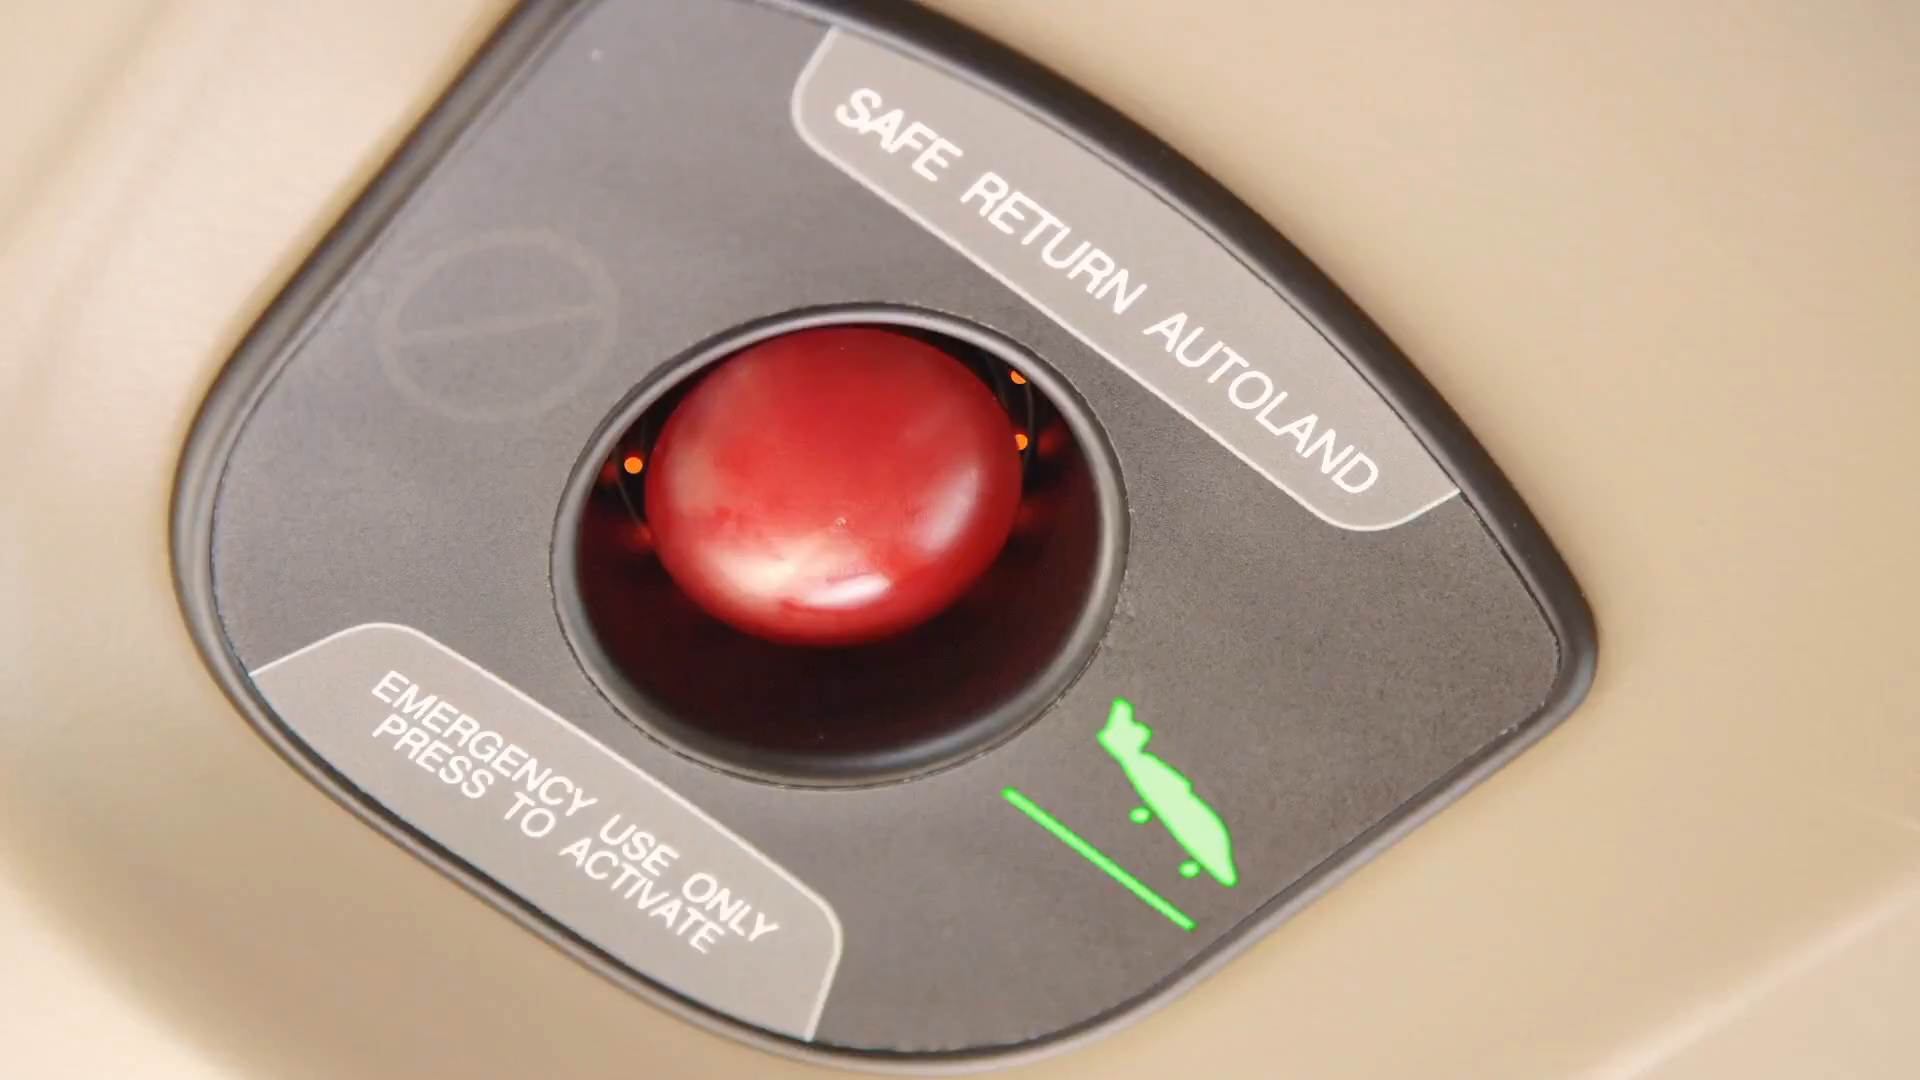 SAFE RETURN AUTOLAND
EMERGENCY USE ONLY
PRESS TO ACTIVATE